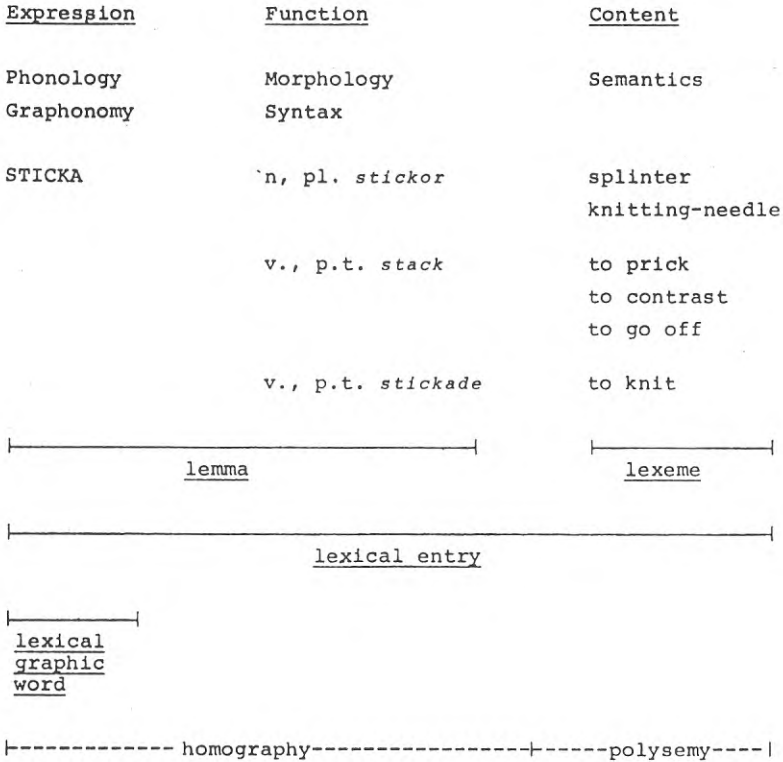 Expression Function Content
Phonology Morphology Semantics
Graphonomy Syntax
STICKA `n, pl. stickor splinter
knitting-needle
v., p.t. stack to prick
to contrast
to go off
v., p.t. stickade to knit
lemma lexeme
lexical entry
lexical
graphic
word
homography polysemy